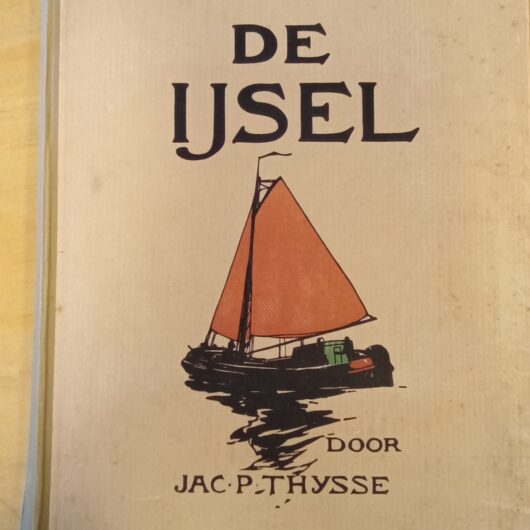 DE
IJSEL
DOOR
JAC·P·THYSSE